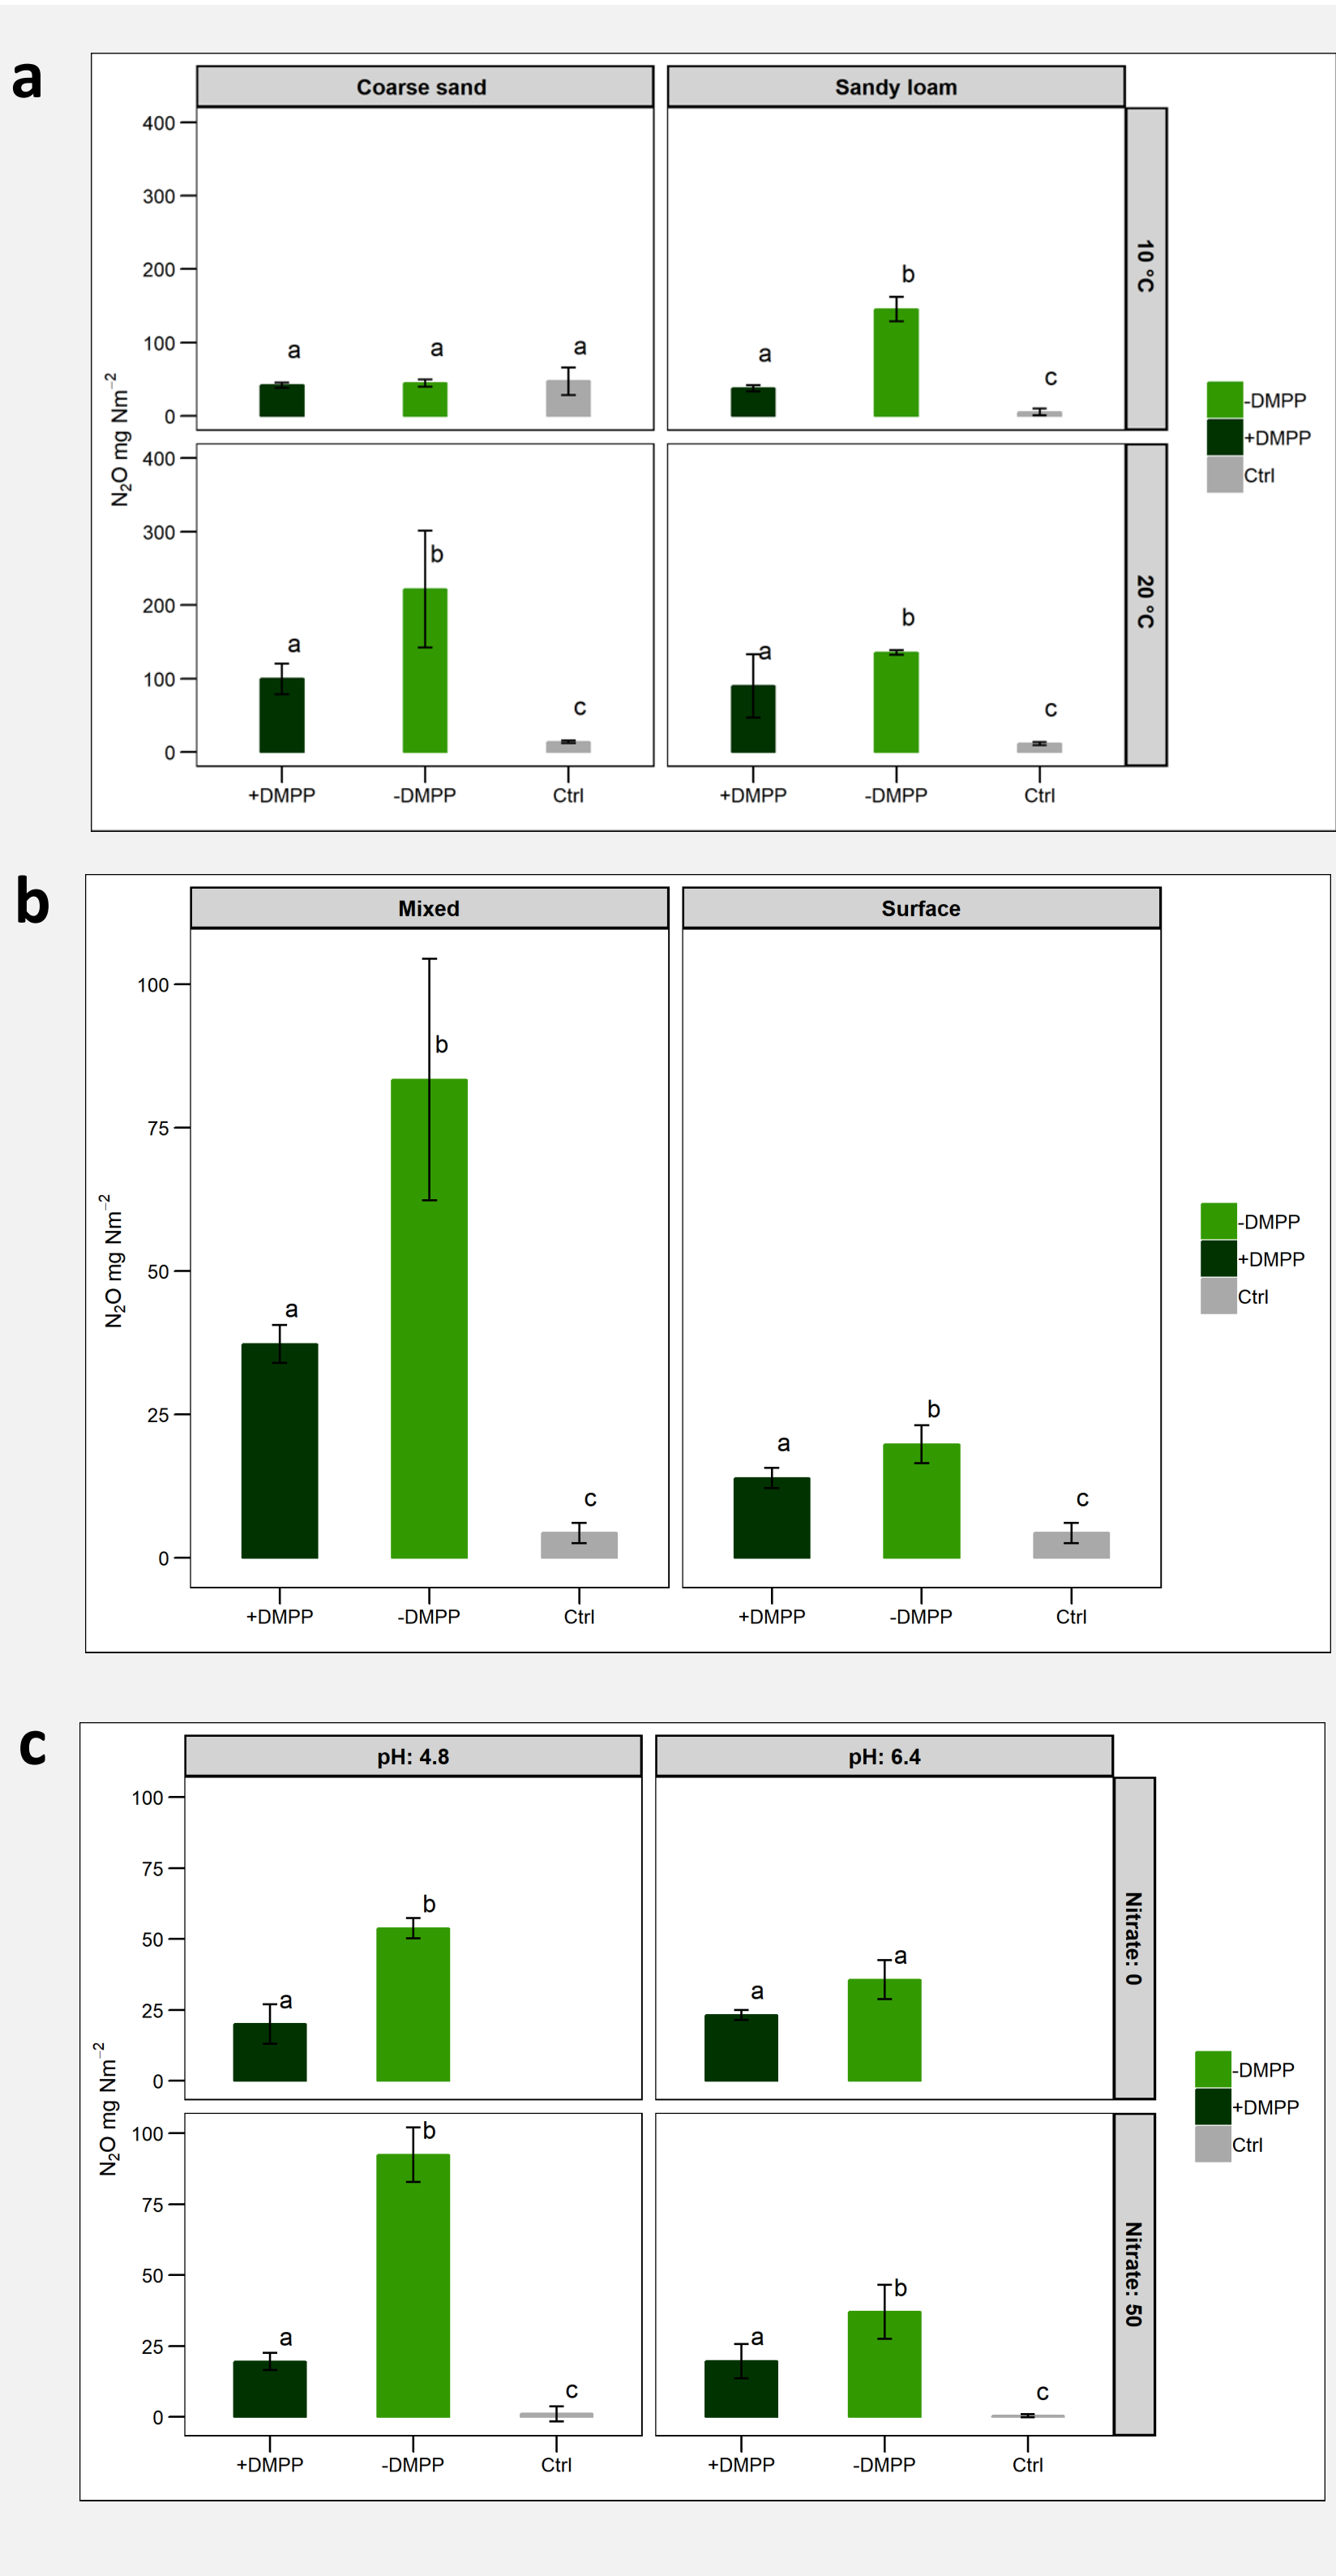 a
Coarse sand
Sandy loam
400
300
200
100
0
a
a
a
a
b
c
10 °C
N₂O mg Nm⁻²
-DMPP
+DMPP
Ctrl
400
300
200
100
0
a
b
c
a
b
c
20 °C
+DMPP
-DMPP
Ctrl
+DMPP
-DMPP
Ctrl
b
Mixed
Surface
100
75
50
25
0
N₂O mg Nm⁻²
a
b
c
a
b
c
-DMPP
+DMPP
Ctrl
+DMPP
-DMPP
Ctrl
+DMPP
-DMPP
Ctrl
c
pH: 4.8
pH: 6.4
100
75
50
25
0
a
b
a
a
Nitrate: 0
N₂O mg Nm⁻²
-DMPP
+DMPP
Ctrl
100
75
50
25
0
a
b
c
a
b
c
Nitrate: 50
+DMPP
-DMPP
Ctrl
+DMPP
-DMPP
Ctrl